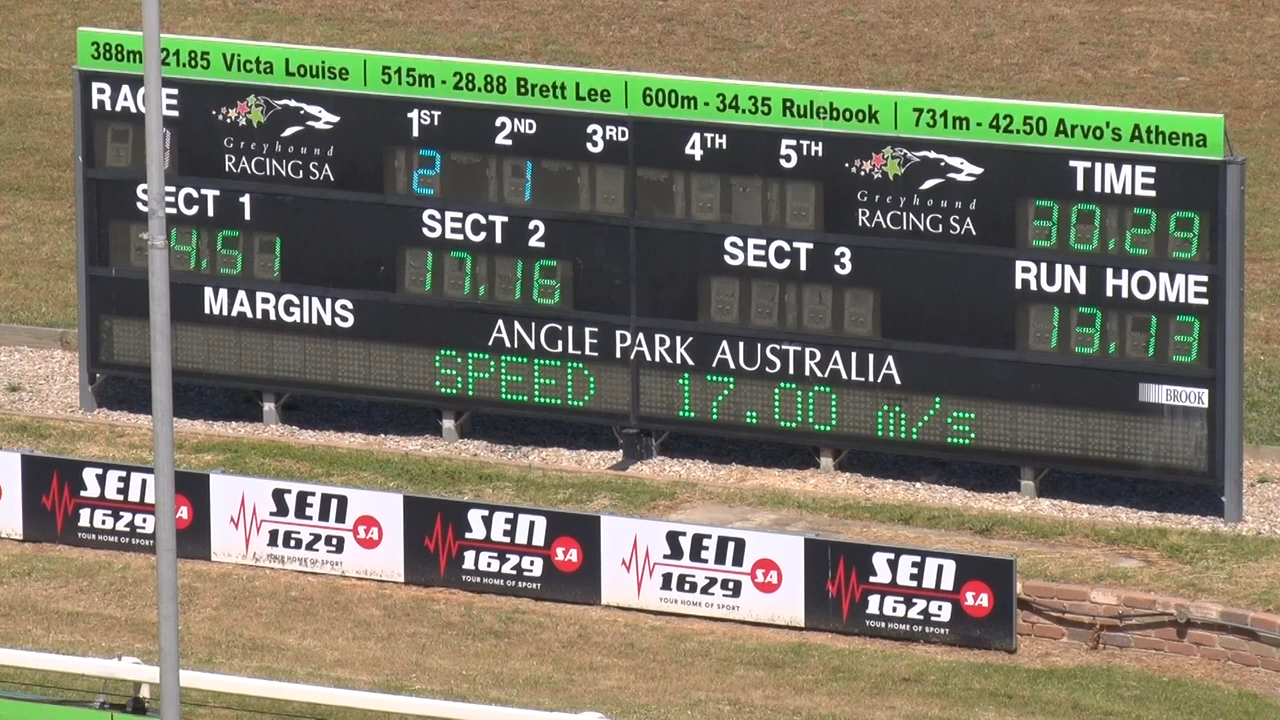 388m 21.85 Victa Louise | 515m - 28.88 Brett Lee | 600m - 34.35 Rulebook | 731m - 42.50 Arvo's Athena
RACE
Greyhound
RACING SA
1ST 2ND 3RD 4TH 5TH
2 1
Greyhound
RACING SA
TIME
30.29
SECT 1
4.51
SECT 2
17.16
SECT 3
RUN HOME
13.13
MARGINS
ANGLE PARK AUSTRALIA
SPEED 17.00 m/s
BROOK
SEN
1629 SA
YOUR HOME OF SPORT
SEN
1629 SA
YOUR HOME OF SPORT
SEN
1629 SA
YOUR HOME OF SPORT
SEN
1629 SA
YOUR HOME OF SPORT
SEN
1629 SA
YOUR HOME OF SPORT